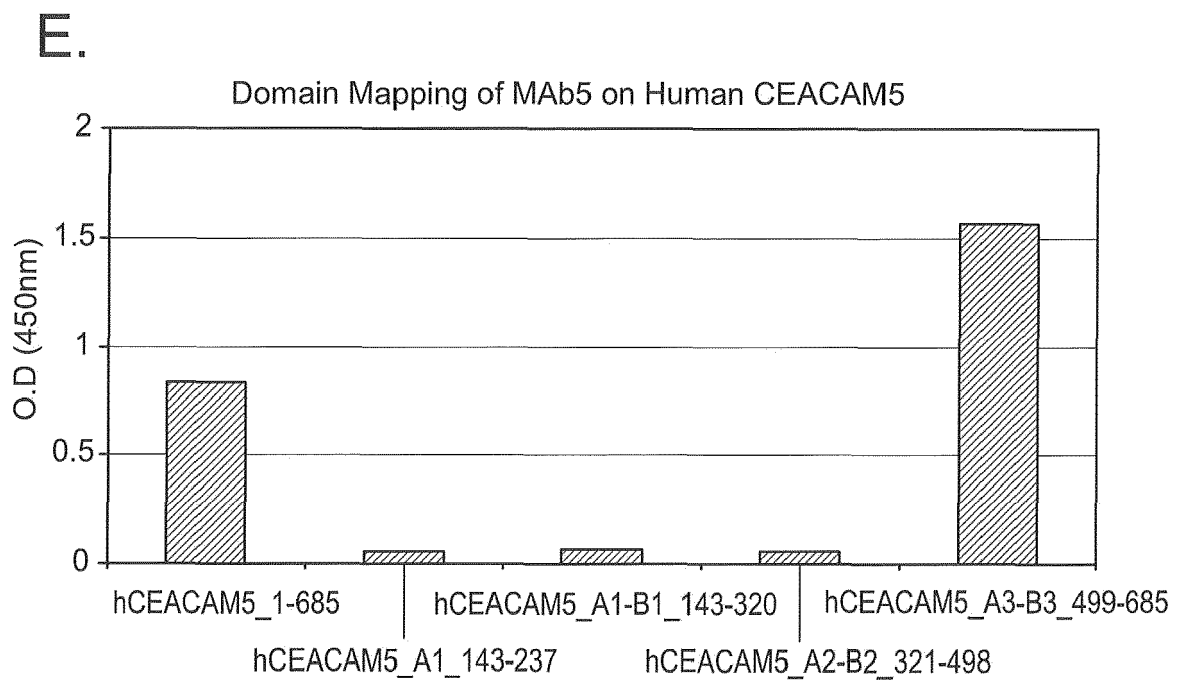 E.
Domain Mapping of MAb5 on Human CEACAM5
2
1.5
1
0.5
0
O.D (450nm)
hCEACAM5_1-685
hCEACAM5_A1_143-237
hCEACAM5_A1-B1_143-320
hCEACAM5_A2-B2_321-498
hCEACAM5_A3-B3_499-685